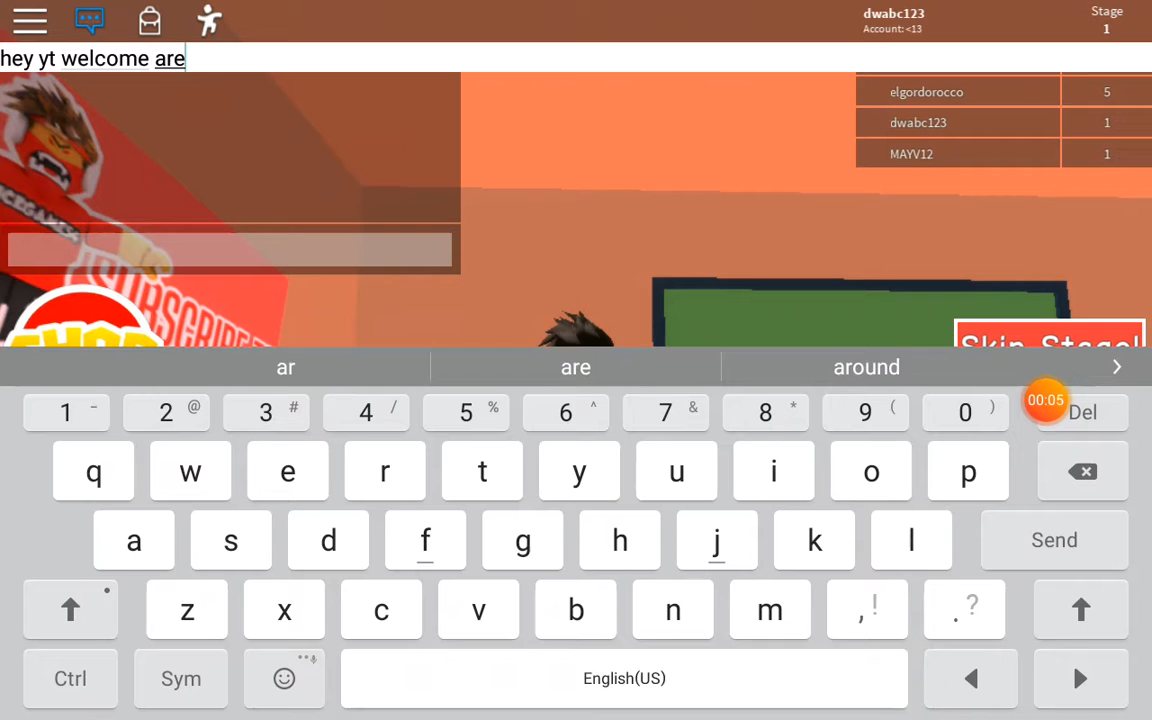 dwabc123
Account: <13
Stage
1
hey yt welcome are
elgordorocco 5
dwabc123 1
MAYV12 1
SUBSCRIBE
SHOP
Skip Stage!
ar are around
00:05
1 - 2 @ 3 # 4 / 5 % 6 ^ 7 & 8 * 9 ( 0 ) Del
q w e r t y u i o p
a s d f g h j k l Send
z x c v b n m , ! . ?
Ctrl Sym English(US)